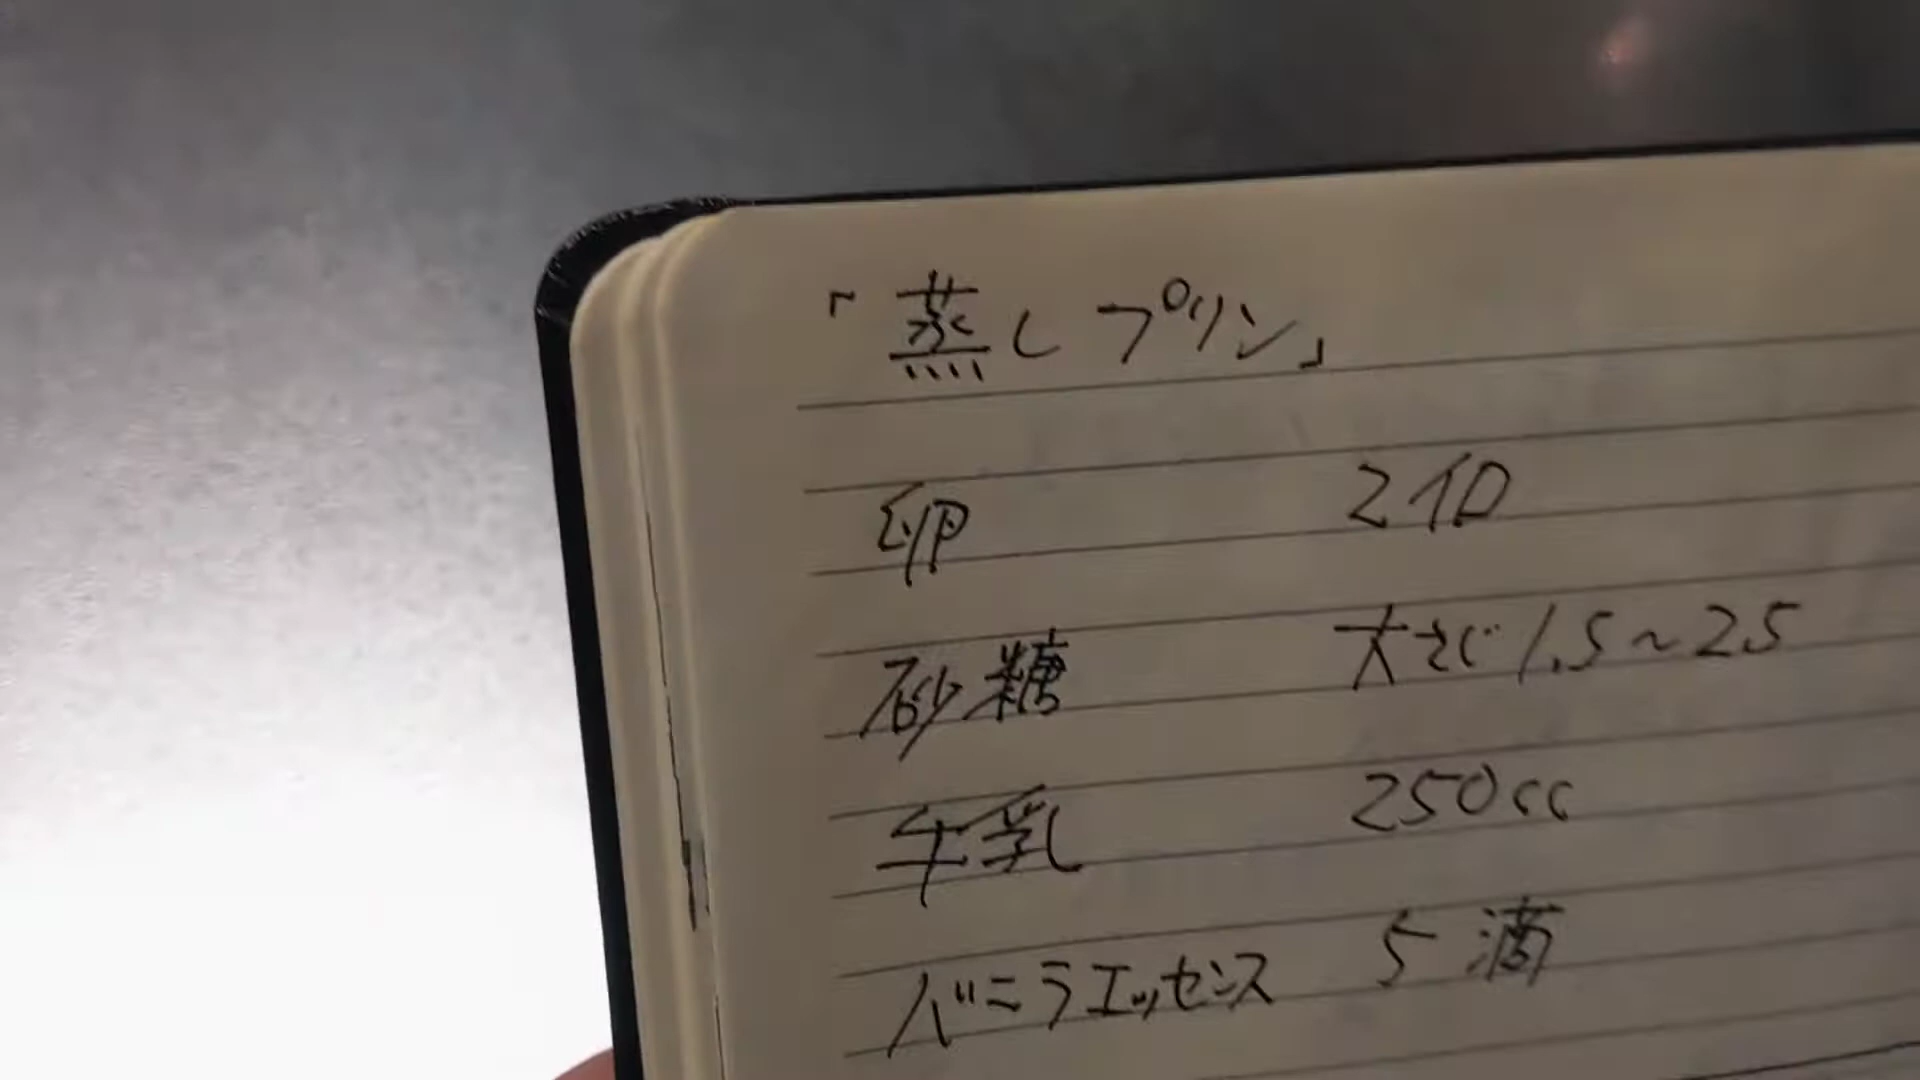 「蒸しプリン」
卵 2個
砂糖 大さじ1.5~2.5
牛乳 250cc
バニラエッセンス 5滴